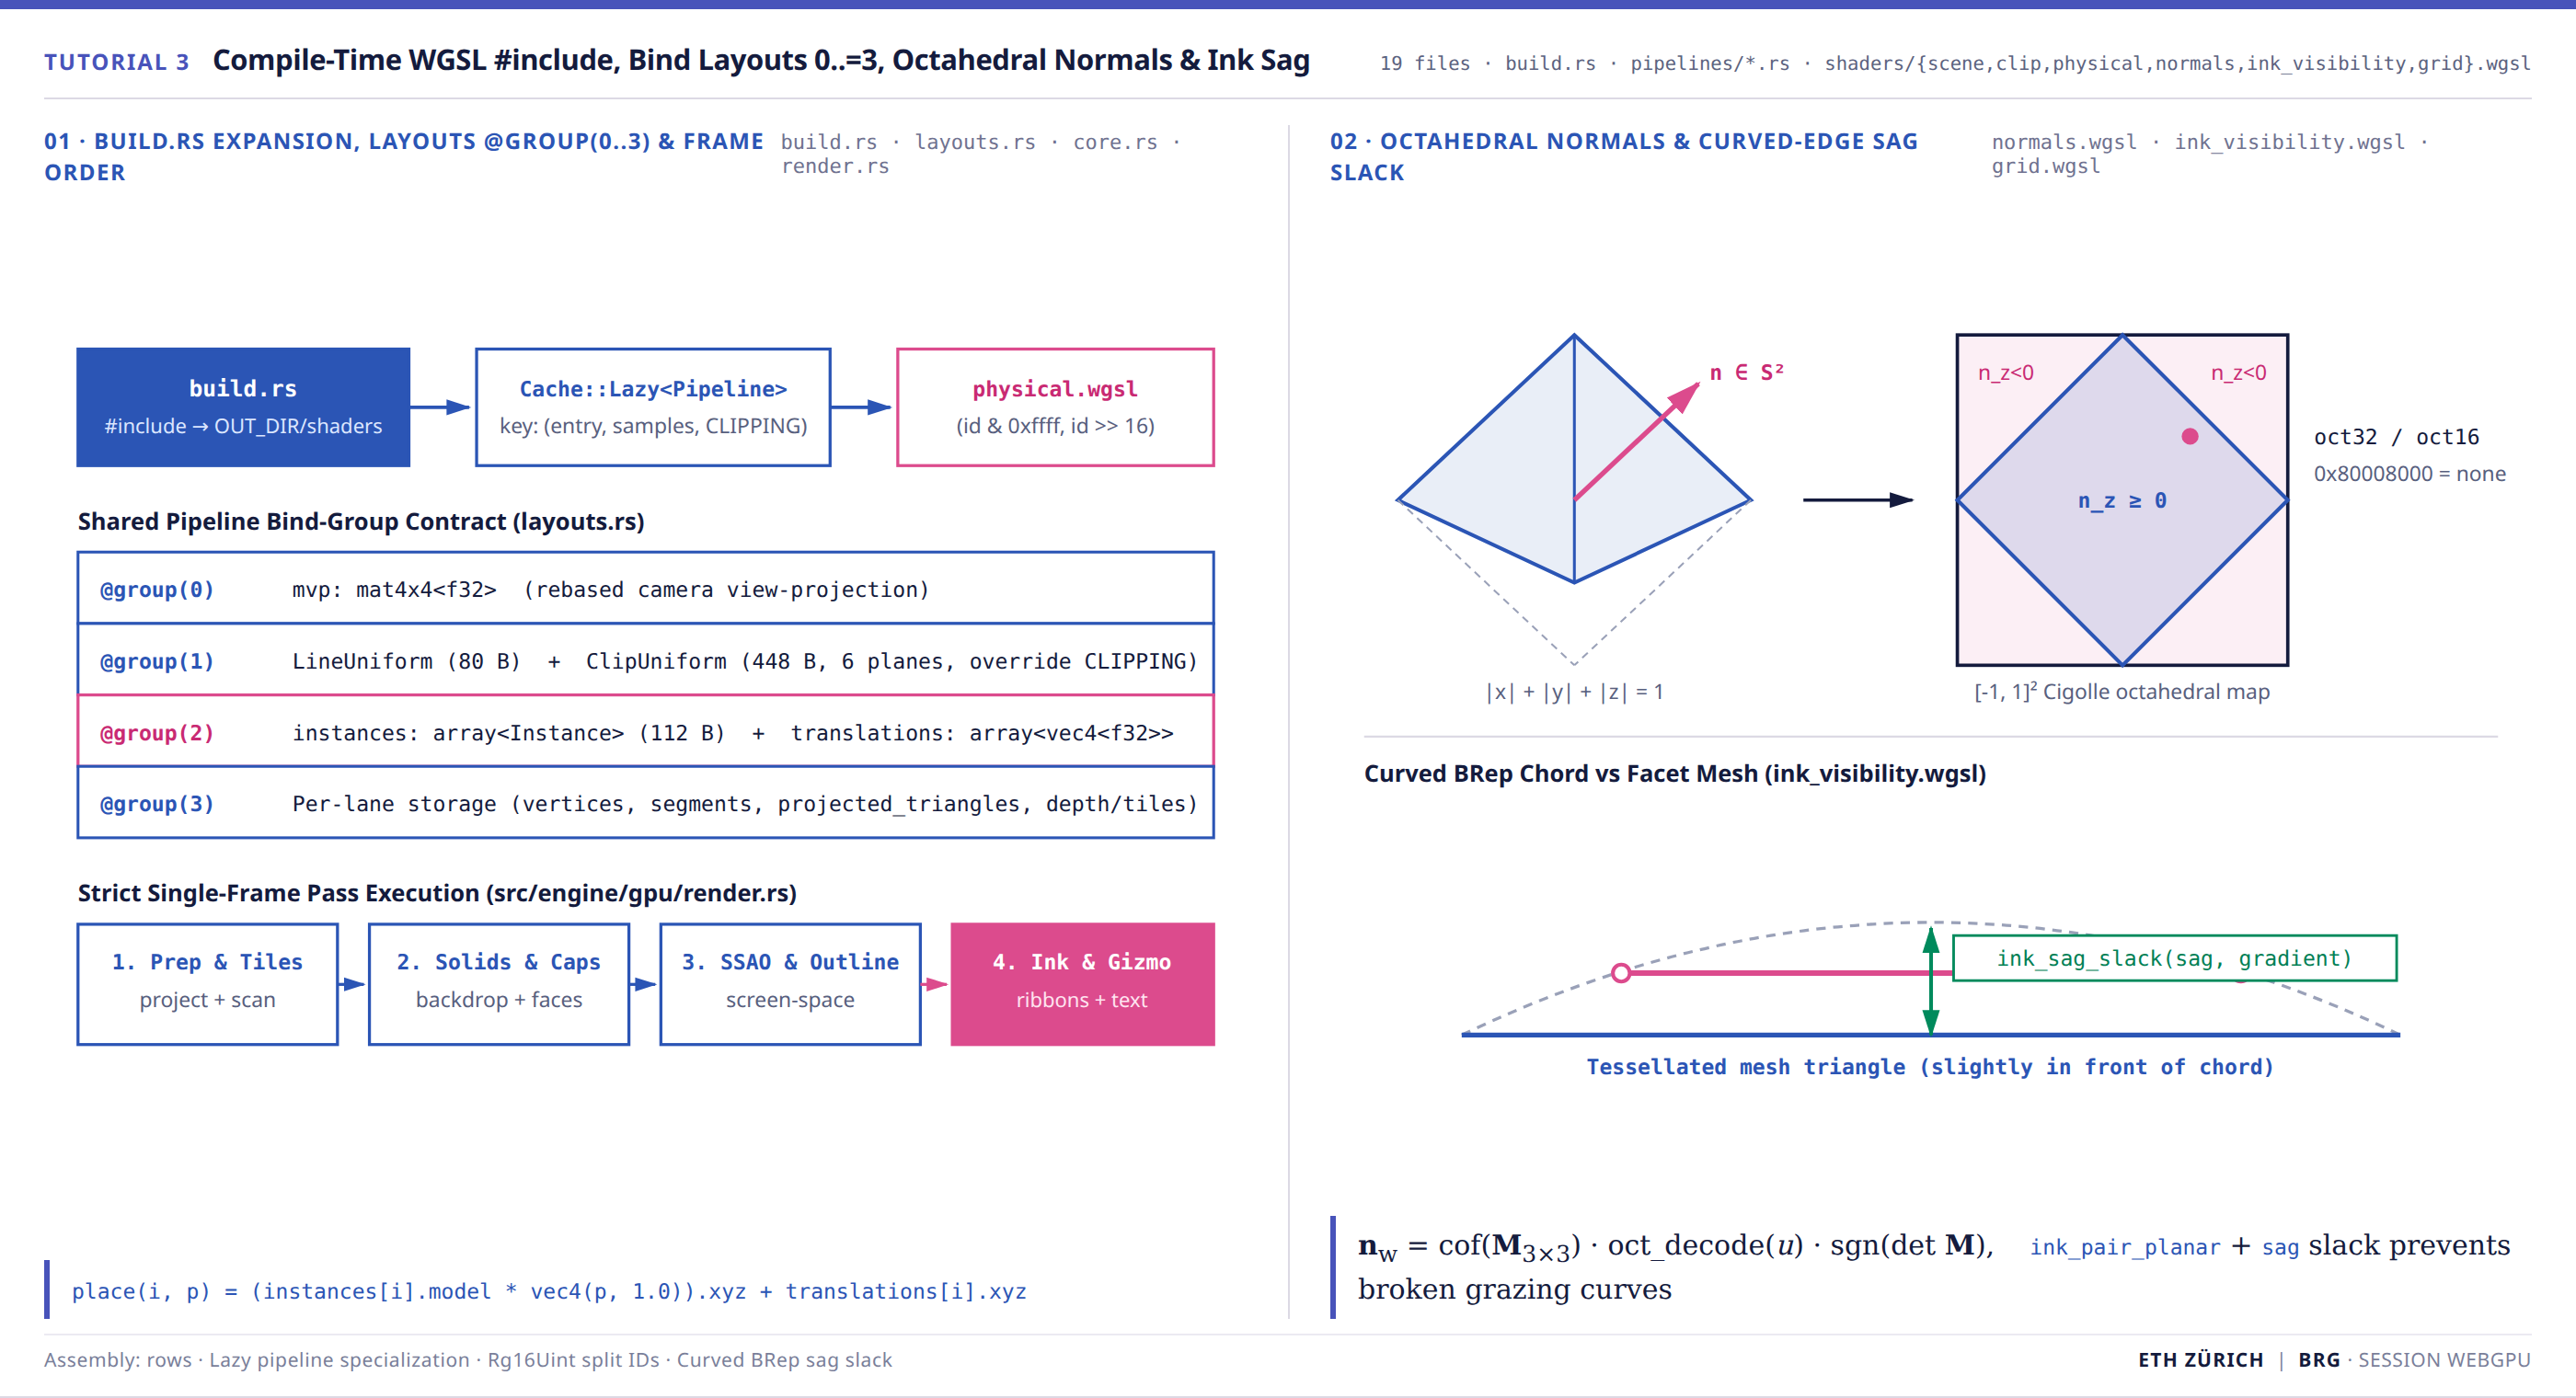 TUTORIAL 3 Compile-Time WGSL #include, Bind Layouts 0..=3, Octahedral Normals & Ink Sag
19 files · build.rs · pipelines/*.rs · shaders/{scene,clip,physical,normals,ink_visibility,grid}.wgsl
01 · BUILD.RS EXPANSION, LAYOUTS @GROUP(0..3) & FRAME
ORDER
build.rs · layouts.rs · core.rs ·
render.rs
build.rs
#include → OUT_DIR/shaders
Cache::Lazy<Pipeline>
key: (entry, samples, CLIPPING)
physical.wgsl
(id & 0xffff, id >> 16)
Shared Pipeline Bind-Group Contract (layouts.rs)
@group(0) mvp: mat4x4<f32> (rebased camera view-projection)
@group(1) LineUniform (80 B) + ClipUniform (448 B, 6 planes, override CLIPPING)
@group(2) instances: array<Instance> (112 B) + translations: array<vec4<f32>>
@group(3) Per-lane storage (vertices, segments, projected_triangles, depth/tiles)
Strict Single-Frame Pass Execution (src/engine/gpu/render.rs)
1. Prep & Tiles
project + scan
2. Solids & Caps
backdrop + faces
3. SSAO & Outline
screen-space
4. Ink & Gizmo
ribbons + text
place(i, p) = (instances[i].model * vec4(p, 1.0)).xyz + translations[i].xyz
02 · OCTAHEDRAL NORMALS & CURVED-EDGE SAG
SLACK
normals.wgsl · ink_visibility.wgsl ·
grid.wgsl
n ∈ S²
|x| + |y| + |z| = 1
n_z<0
n_z<0
n_z ≥ 0
[-1, 1]² Cigolle octahedral map
oct32 / oct16
0x80008000 = none
Curved BRep Chord vs Facet Mesh (ink_visibility.wgsl)
ink_sag_slack(sag, gradient)
Tessellated mesh triangle (slightly in front of chord)
n_w = cof(M_3×3) · oct_decode(u) · sgn(det M), ink_pair_planar + sag slack prevents
broken grazing curves
Assembly: rows · Lazy pipeline specialization · Rg16Uint split IDs · Curved BRep sag slack
ETH ZÜRICH | BRG · SESSION WEBGPU